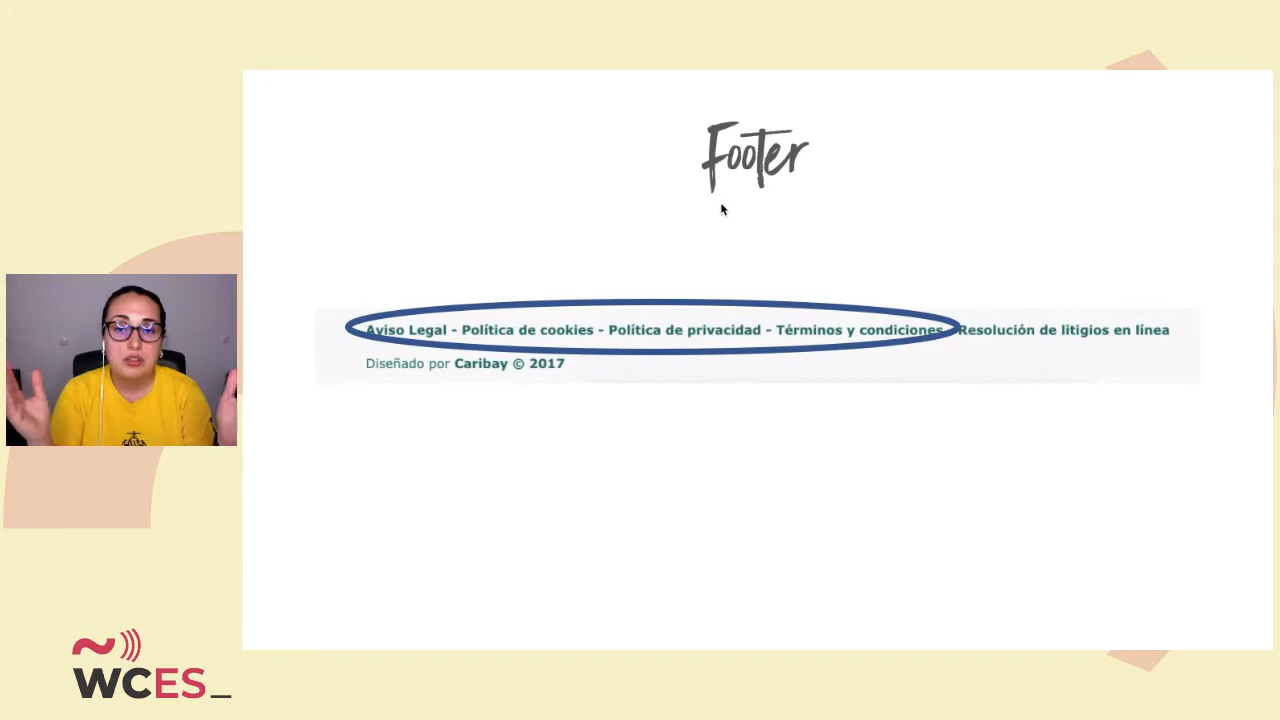 Footer
Aviso Legal - Política de cookies - Política de privacidad - Términos y condiciones - Resolución de litigios en línea
Diseñado por Caribay © 2017
WCES_